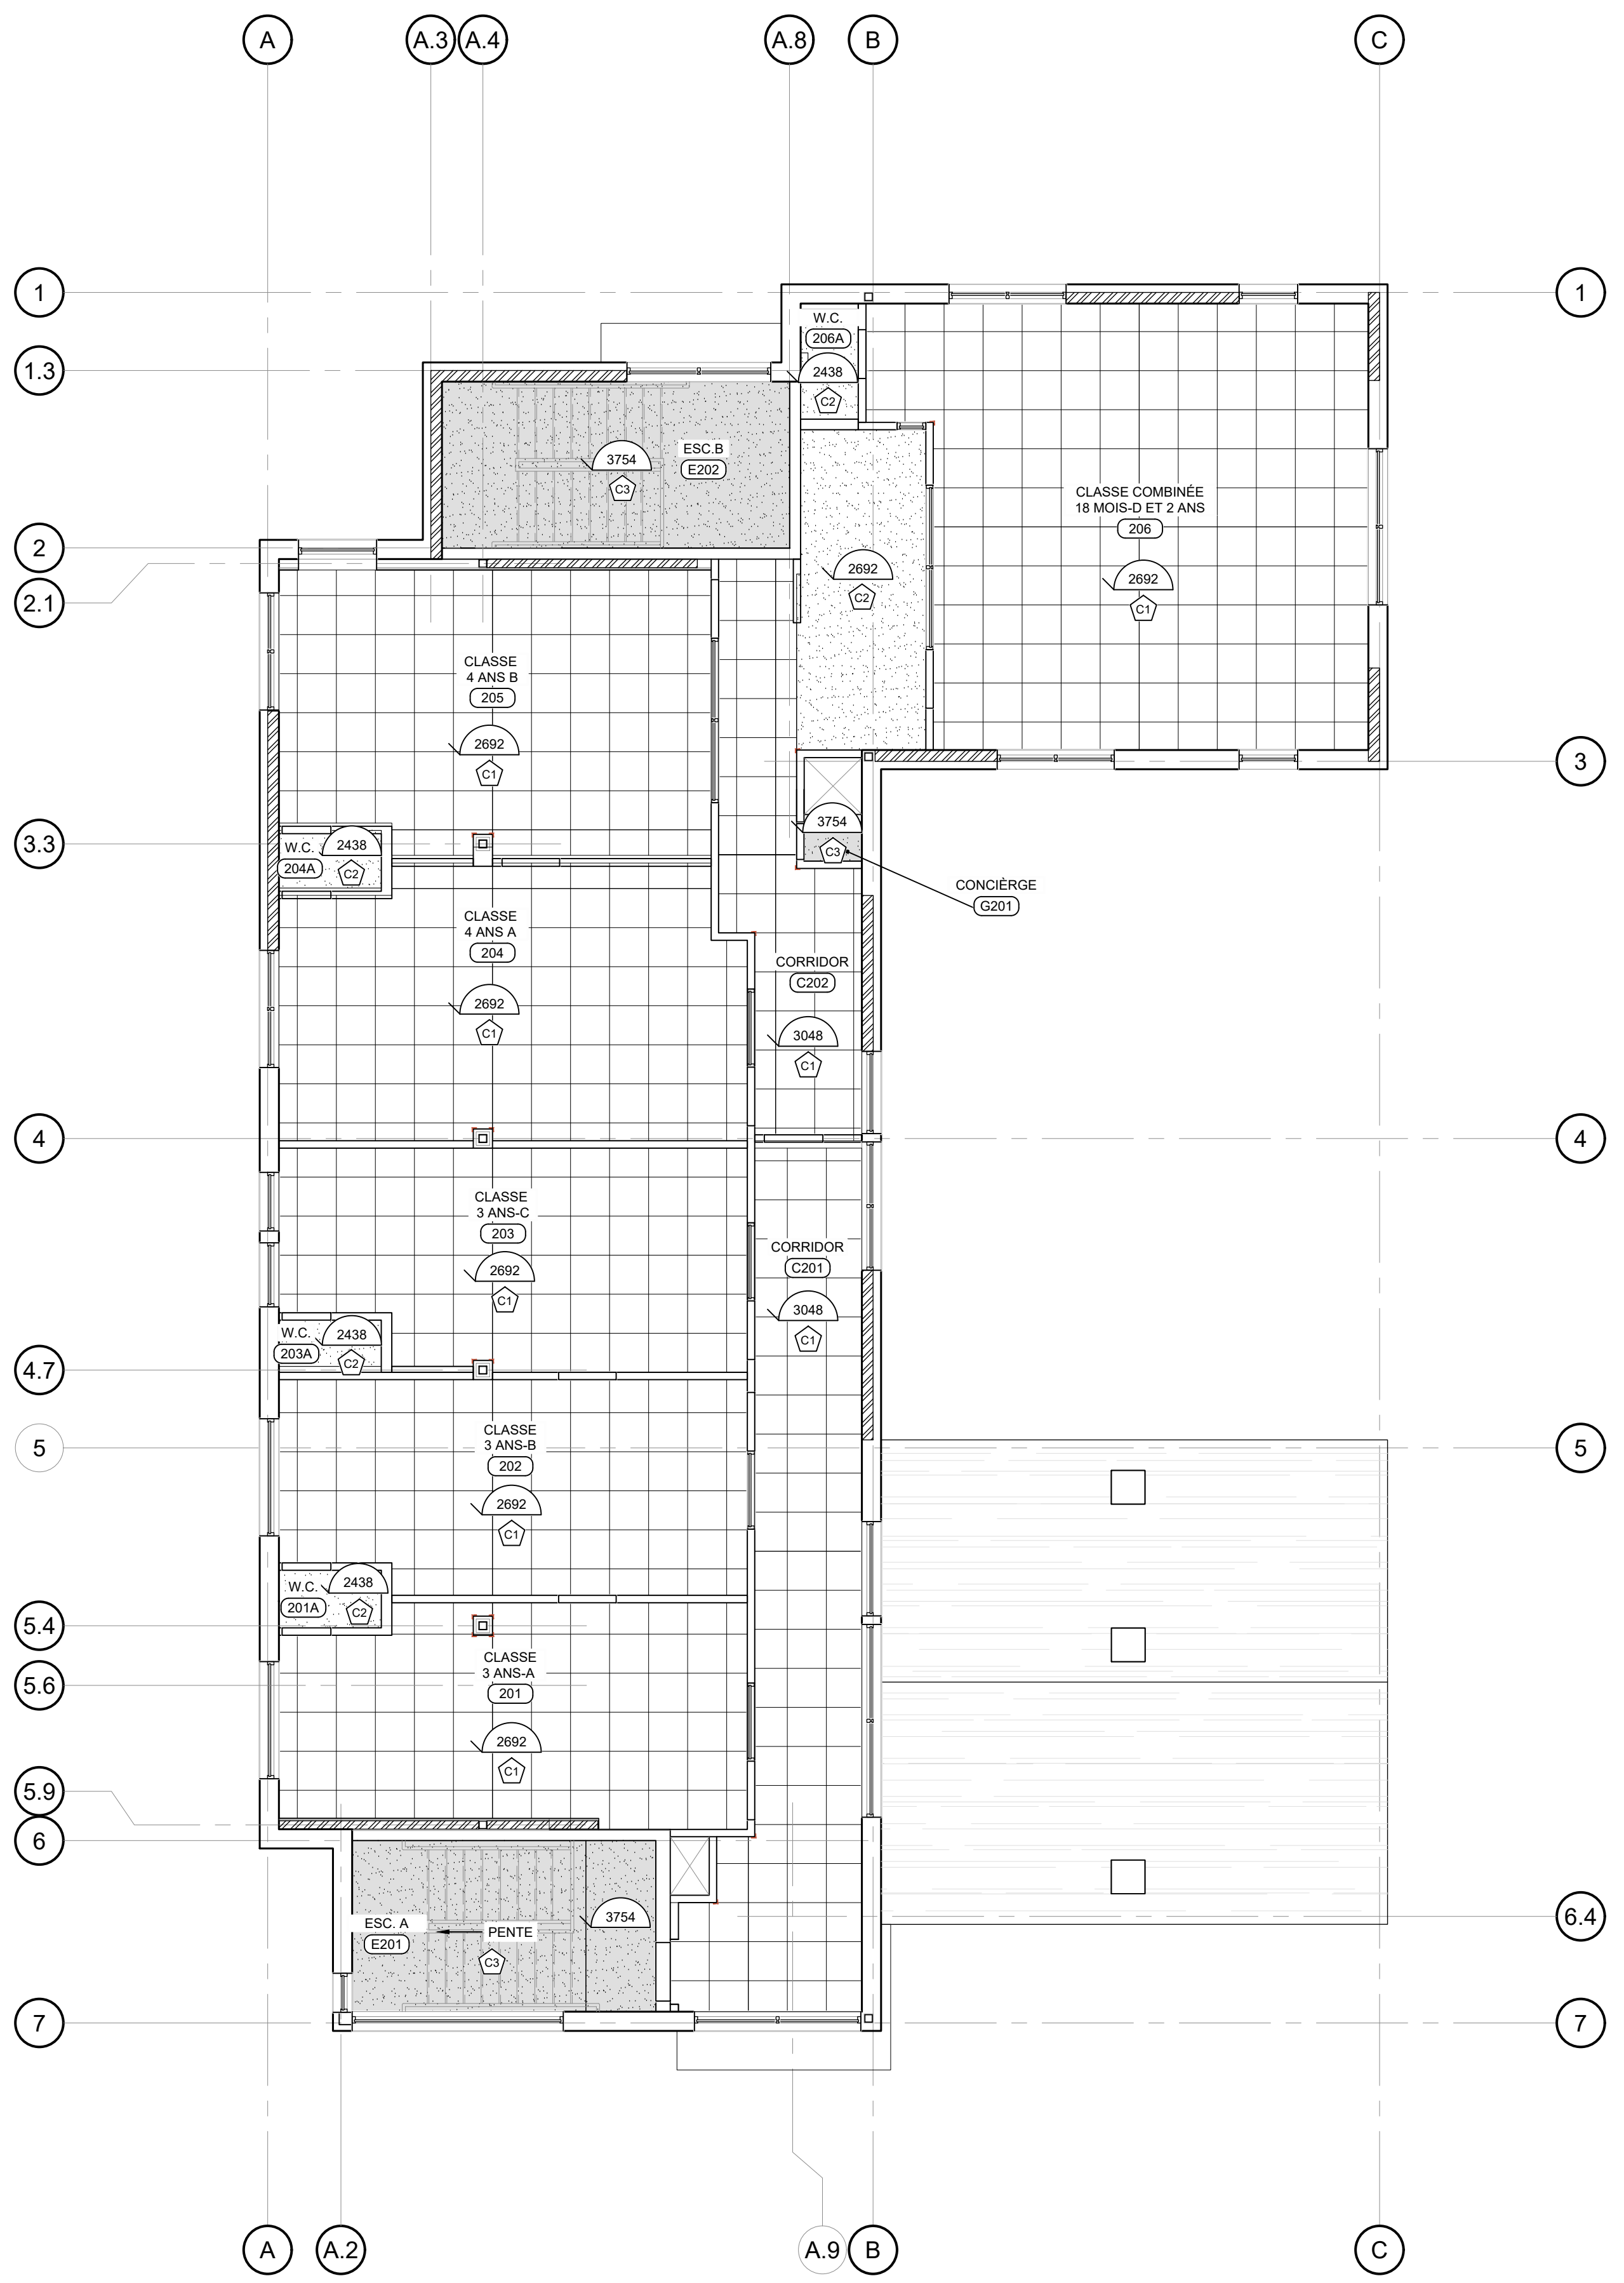 A
A.3
A.4
A.8
B
C
1
1
1.3
W.C.
206A
2438
C2
ESC.B
E202
3754
C3
CLASSE COMBINÉE
18 MOIS-D ET 2 ANS
206
2692
C1
2692
C2
2
2.1
CLASSE
4 ANS B
205
2692
C1
3
3.3
W.C.
204A
2438
C2
3754
C3
CONCIÈRGE
G201
CLASSE
4 ANS A
204
2692
C1
CORRIDOR
C202
3048
C1
4
4
CLASSE
3 ANS-C
203
2692
C1
CORRIDOR
C201
3048
C1
W.C.
203A
2438
C2
4.7
CLASSE
3 ANS-B
202
2692
C1
5
5
W.C.
201A
2438
C2
5.4
CLASSE
3 ANS-A
201
2692
C1
5.6
5.9
6
ESC. A
E201
PENTE
C3
3754
6.4
7
7
A
A.2
A.9
B
C